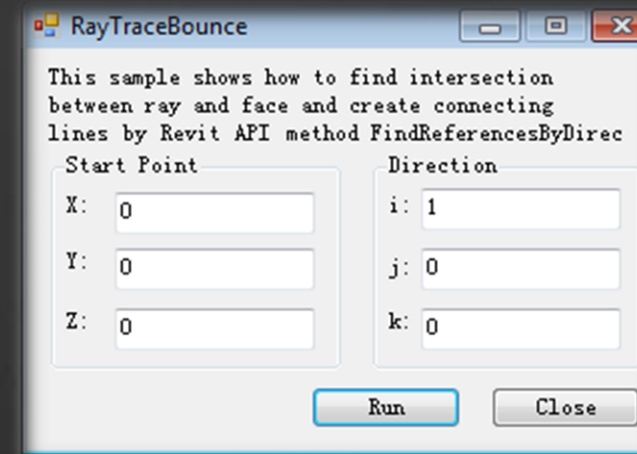 RayTraceBounce
This sample shows how to find intersection
between ray and face and create connecting
lines by Revit API method FindReferencesByDirec
Start Point
Direction
X: 0
i: 1
Y: 0
j: 0
Z: 0
k: 0
Run
Close